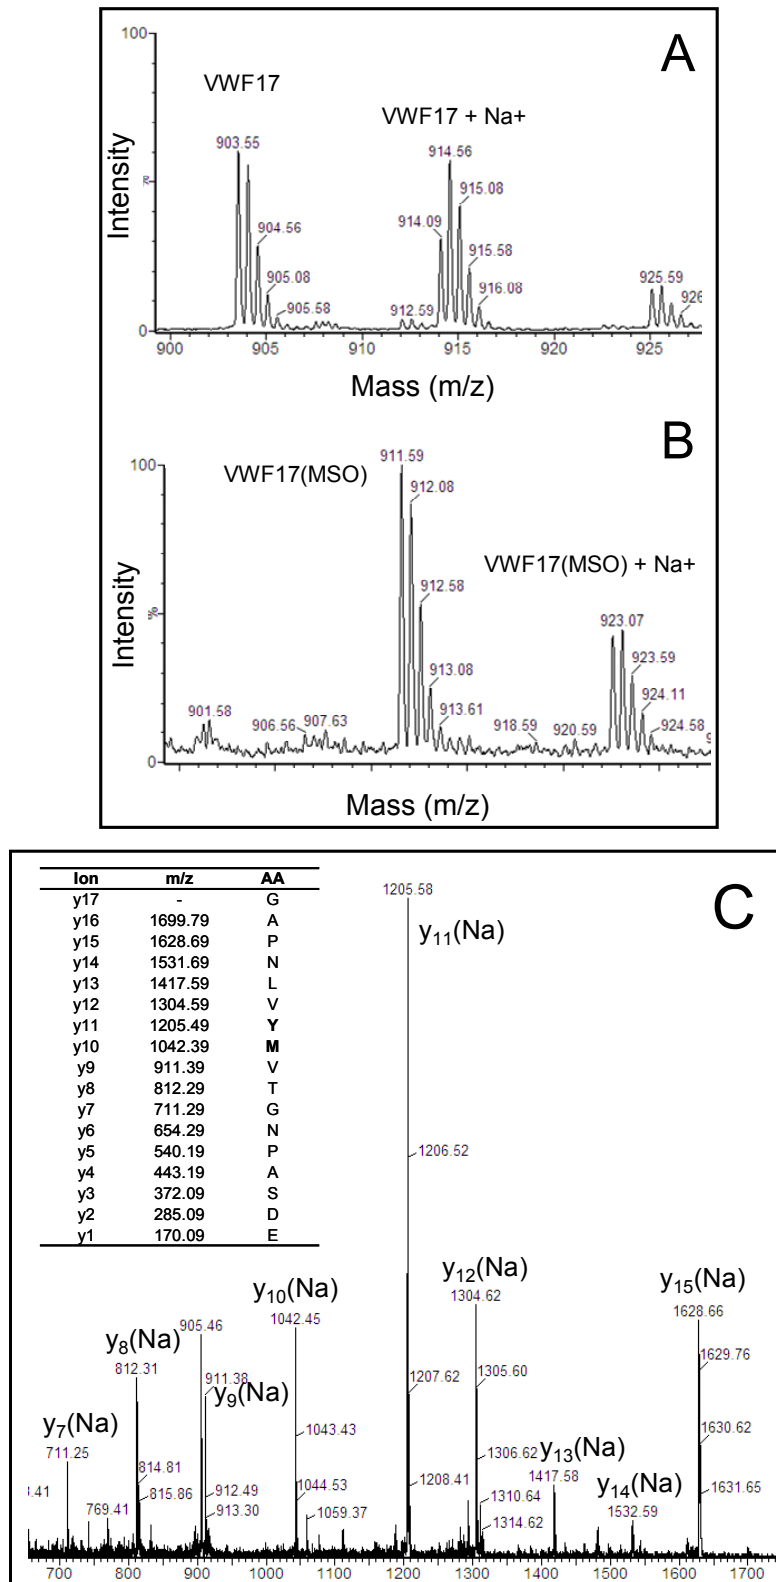 A
100
VWF17
VWF17 + Na+
903.55
914.56
915.08
914.09
904.56
915.58
905.08
916.08
905.58
912.59
925.59
926
Intensity
%
0
900 905 910 915 920 925
Mass (m/z)
B
100
911.59
VWF17(MSO)
912.08
VWF17(MSO) + Na+
912.58
923.07
923.59
913.08
924.11
901.58
906.56
907.63
913.61
918.59
920.59
924.58
9
Intensity
%
0
Mass (m/z)
C
Ion m/z AA
y17 - G
y16 1699.79 A
y15 1628.69 P
y14 1531.69 N
y13 1417.59 L
y12 1304.59 V
y11 1205.49 Y
y10 1042.39 M
y9 911.39 V
y8 812.29 T
y7 711.29 G
y6 654.29 N
y5 540.19 P
y4 443.19 A
y3 372.09 S
y2 285.09 D
y1 170.09 E
1205.58
y11(Na)
1206.52
y12(Na)
1304.62
y15(Na)
1628.66
y10(Na)
1042.45
905.46
y8(Na)
812.31
911.38
y9(Na)
1629.76
1305.60
1207.62
1043.43
y7(Na)
711.25
1630.62
1306.62
y13(Na)
1417.58
814.81
815.86
912.49
913.30
1044.53
1208.41
1310.64
y14(Na)
1532.59
1631.65
3.41
769.41
1059.37
1314.62
700 800 900 1000 1100 1200 1300 1400 1500 1600 1700